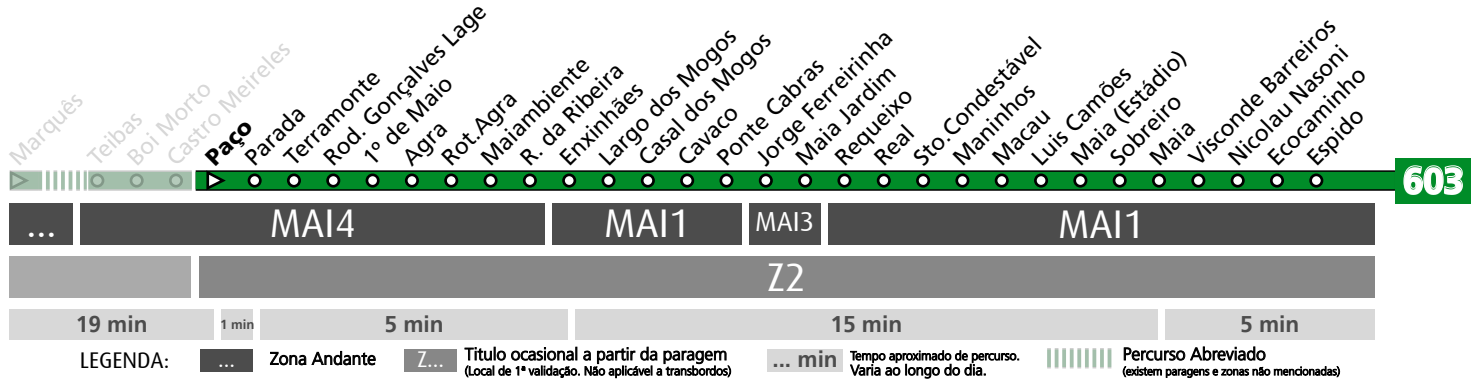 Marquês
Teibas
Boi Morto
Castro Meireles
Paço
Parada
Terramonte
Rod. Gonçalves Lage
1º de Maio
Agra
Rot.Agra
Maiambiente
R. da Ribeira
Enxinhães
Largo dos Mogos
Casal dos Mogos
Cavaco
Ponte Cabras
Jorge Ferreirinha
Maia Jardim
Requeixo
Real
Sto.Condestável
Maninhos
Macau
Luis Camões
Maia (Estádio)
Sobreiro
Maia
Visconde Barreiros
Nicolau Nasoni
Ecocaminho
Espido
603
... MAI4 MAI1 MAI3 MAI1
Z2
19 min 1 min 5 min 15 min 5 min
LEGENDA:
... Zona Andante
Z... Titulo ocasional a partir da paragem
(Local de 1ª validação. Não aplicável a transbordos)
... min Tempo aproximado de percurso.
Varia ao longo do dia.
Percurso Abreviado
(existem paragens e zonas não mencionadas)